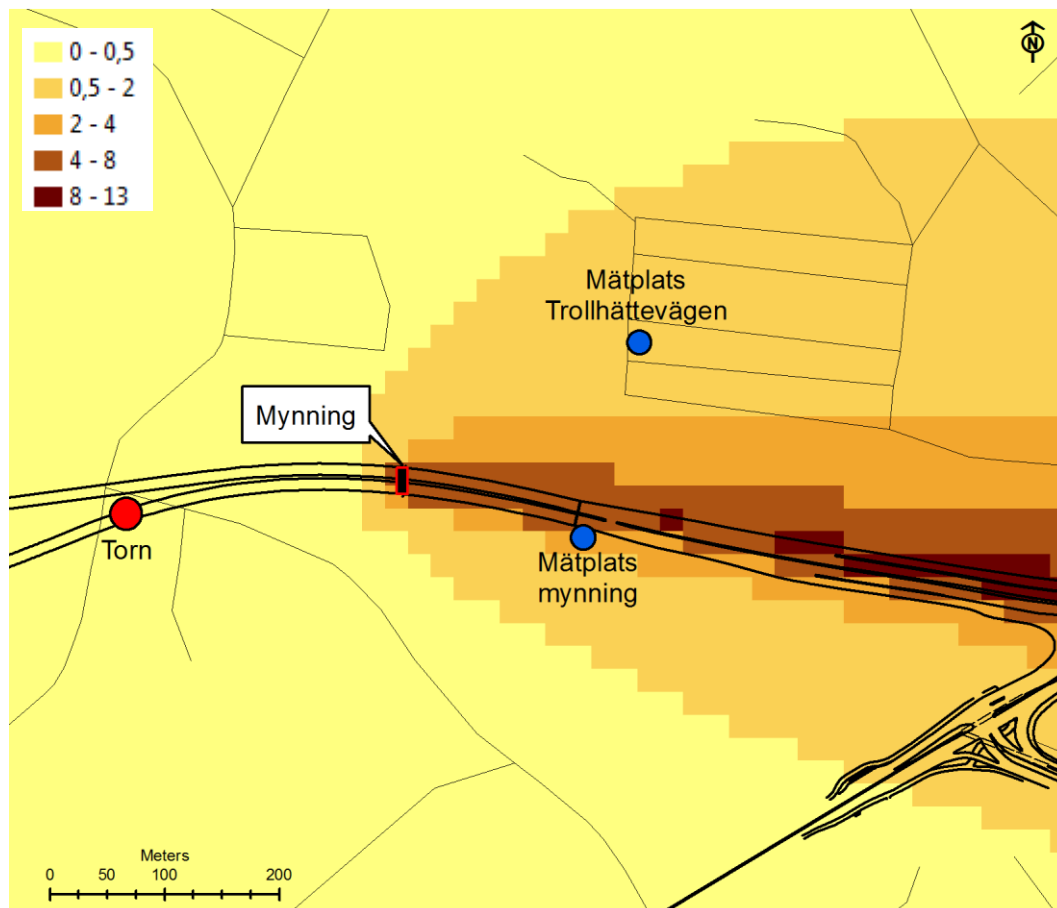 0 - 0,5
0,5 - 2
2 - 4
4 - 8
8 - 13
N
Mätplats
Trollhättevägen
Mynning
Torn
Mätplats
mynning
Meters
0 50 100 200